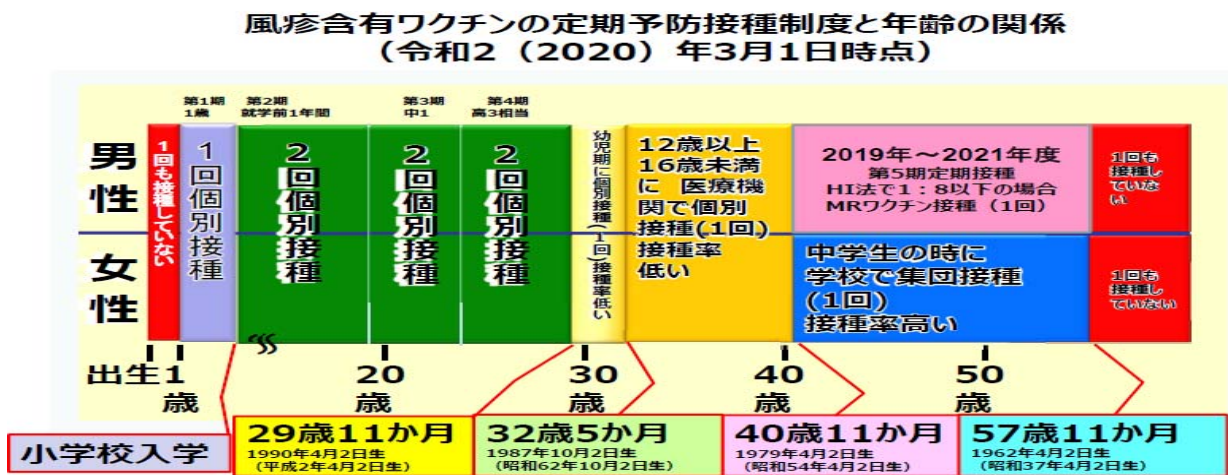 風疹含有ワクチンの定期予防接種制度と年齢の関係
(令和2(2020)年3月1日時点)
第1期
1歳
第2期
就学前1年間
第3期
中1
第4期
高3相当
男性
女性
1回も接種していない
1回個別接種
2回個別接種
2回個別接種
2回個別接種
幼児期に個別接種(1回)接種率低い
12歳以上
16歳未満
に 医療機
関で個別
接種(1回)
接種率
低い
2019年~2021年度
第5期定期接種
HI法で1:8以下の場合
MRワクチン接種(1回)
1回も
接種し
ていな
い
中学生の時に
学校で集団接種
(1回)
接種率高い
1回も
接種し
ていない
出生
1歳
20歳
30歳
40歳
50歳
小学校入学
29歳11か月
1990年4月2日生
(平成2年4月2日生)
32歳5か月
1987年10月2日生
(昭和62年10月2日生)
40歳11か月
1979年4月2日生
(昭和54年4月2日生)
57歳11か月
1962年4月2日生
(昭和37年4月2日生)